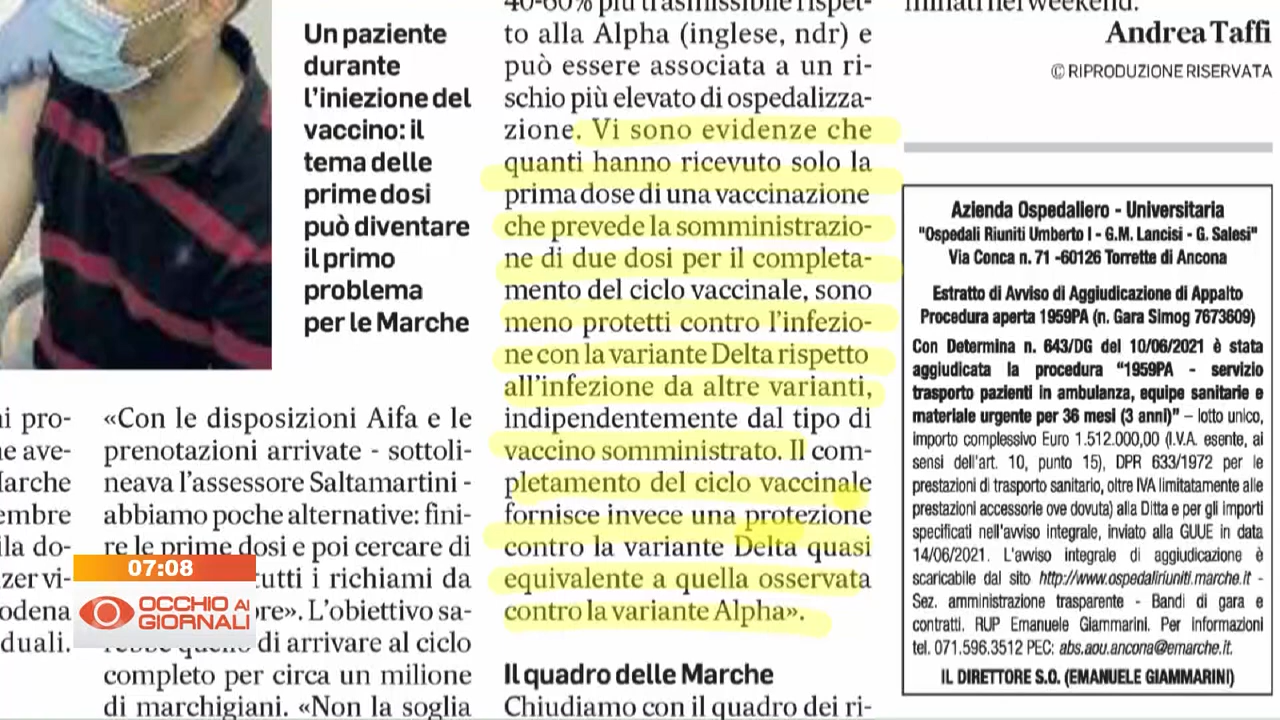 Un paziente
durante
l'iniezione del
vaccino: il
tema delle
prime dosi
può diventare
il primo
problema
per le Marche
duali.
«Con le disposizioni Aifa e le
prenotazioni arrivate - sottoli-
neava l'assessore Saltamartini -
abbiamo poche alternative: fini-
re le prime dosi e poi cercare di
tutti i richiami da
L'obiettivo sa-
di arrivare al ciclo
completo per circa un milione
di marchigiani. «Non la soglia
40-60% più trasmissibile rispet-
to alla Alpha (inglese, ndr) e
può essere associata a un ri-
schio più elevato di ospedalizza-
zione. Vi sono evidenze che
quanti hanno ricevuto solo la
prima dose di una vaccinazione
che prevede la somministrazio-
ne di due dosi per il completa-
mento del ciclo vaccinale, sono
meno protetti contro l'infezio-
ne con la variante Delta rispetto
all'infezione da altre varianti,
indipendentemente dal tipo di
vaccino somministrato. Il com-
pletamento del ciclo vaccinale
fornisce invece una protezione
contro la variante Delta quasi
equivalente a quella osservata
contro la variante Alpha».
Il quadro delle Marche
Chiudiamo con il quadro dei ri-
nel weekend.
Andrea Taffi
© RIPRODUZIONE RISERVATA
Azienda Ospedaliero - Universitaria
"Ospedali Riuniti Umberto I - G.M. Lancisi - G. Salesi"
Via Conca n. 71 -60126 Torrette di Ancona
Estratto di Avviso di Aggiudicazione di Appalto
Procedura aperta 1959PA (n. Gara Simog 7673609)
Con Determina n. 643/DG del 10/06/2021 è stata
aggiudicata la procedura "1959PA - servizio
trasporto pazienti in ambulanza, equipe sanitarie e
materiale urgente per 36 mesi (3 anni)" – lotto unico,
importo complessivo Euro 1.512.000,00 (I.V.A. esente, ai
sensi dell'art. 10, punto 15), DPR 633/1972 per le
prestazioni di trasporto sanitario, oltre IVA limitatamente alle
prestazioni accessorie ove dovuta) alla Ditta e per gli importi
specificati nell'avviso integrale, inviato alla GUUE in data
14/06/2021. L'avviso integrale di aggiudicazione è
scaricabile dal sito http://www.ospedaliriuniti.marche.it -
Sez. amministrazione trasparente - Bandi di gara e
contratti. RUP Emanuele Giammarini. Per informazioni
tel. 071.596.3512 PEC: abs.aou.ancona@emarche.it.
IL DIRETTORE S.O. (EMANUELE GIAMMARINI)
07:08
OCCHIO AI
GIORNALI